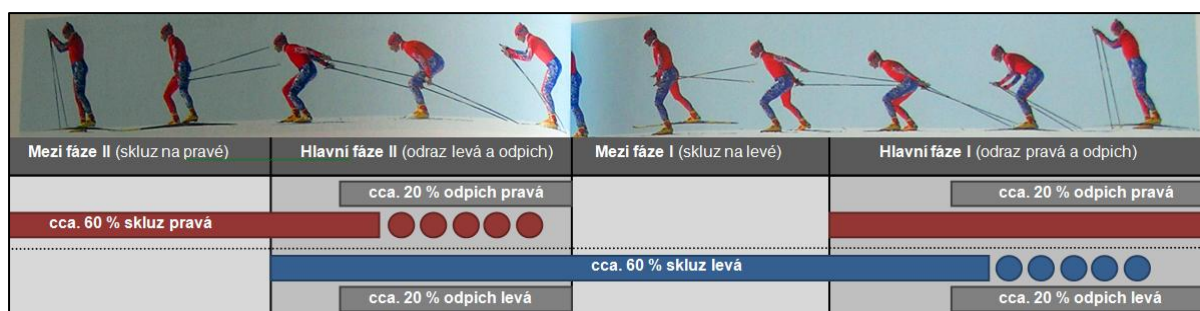 Mezi fáze II (skluz na pravé)
Hlavní fáze II (odraz levá a odpich)
Mezi fáze I (skluz na levé)
Hlavní fáze I (odraz pravá a odpich)
cca. 20 % odpich pravá
cca. 20 % odpich pravá
cca. 60 % skluz pravá
cca. 60 % skluz levá
cca. 20 % odpich levá
cca. 20 % odpich levá